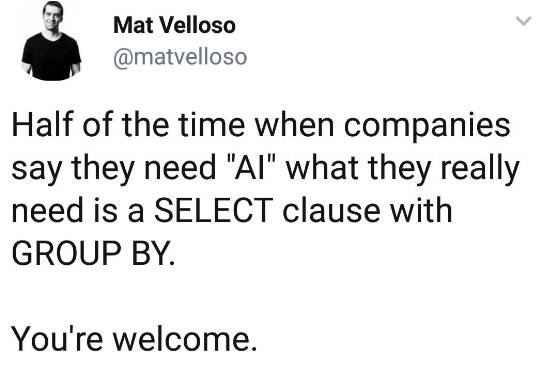 Mat Velloso
@matvelloso
Half of the time when companies
say they need "AI" what they really
need is a SELECT clause with
GROUP BY.
You're welcome.